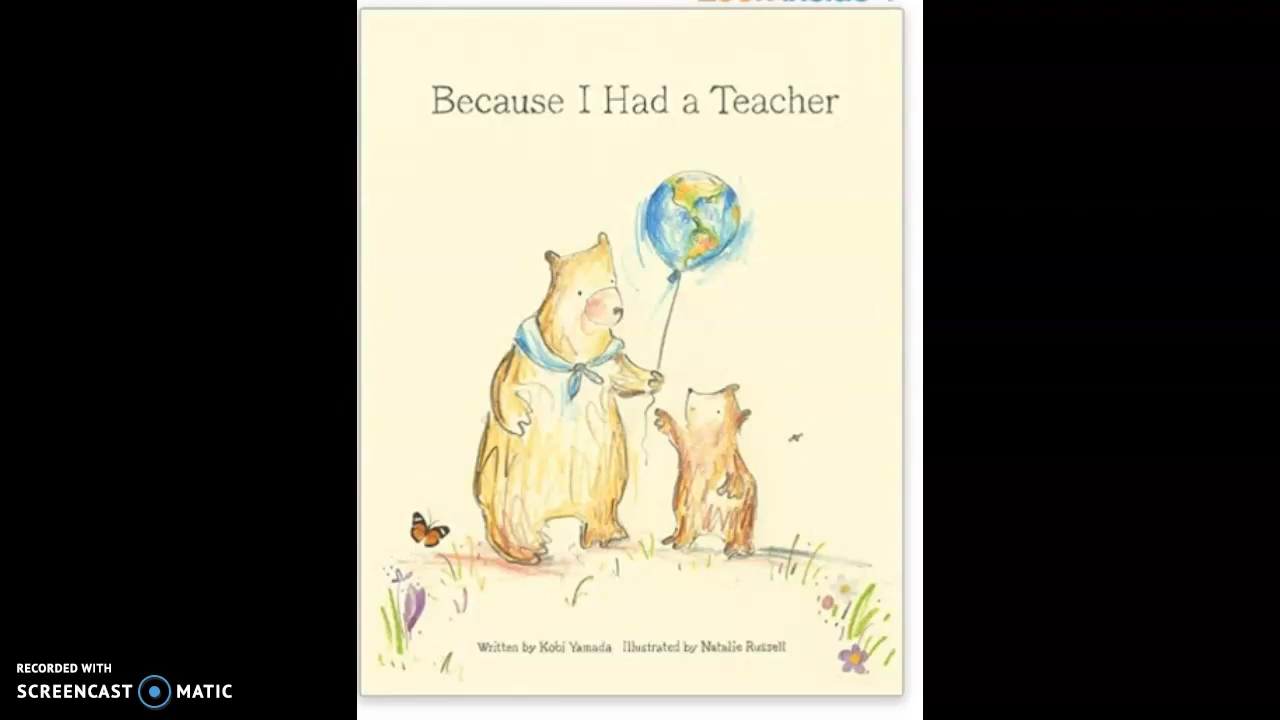 Because I Had a Teacher
Written by Kobi Yamada Illustrated by Natalie Russell
RECORDED WITH
SCREENCAST MATIC